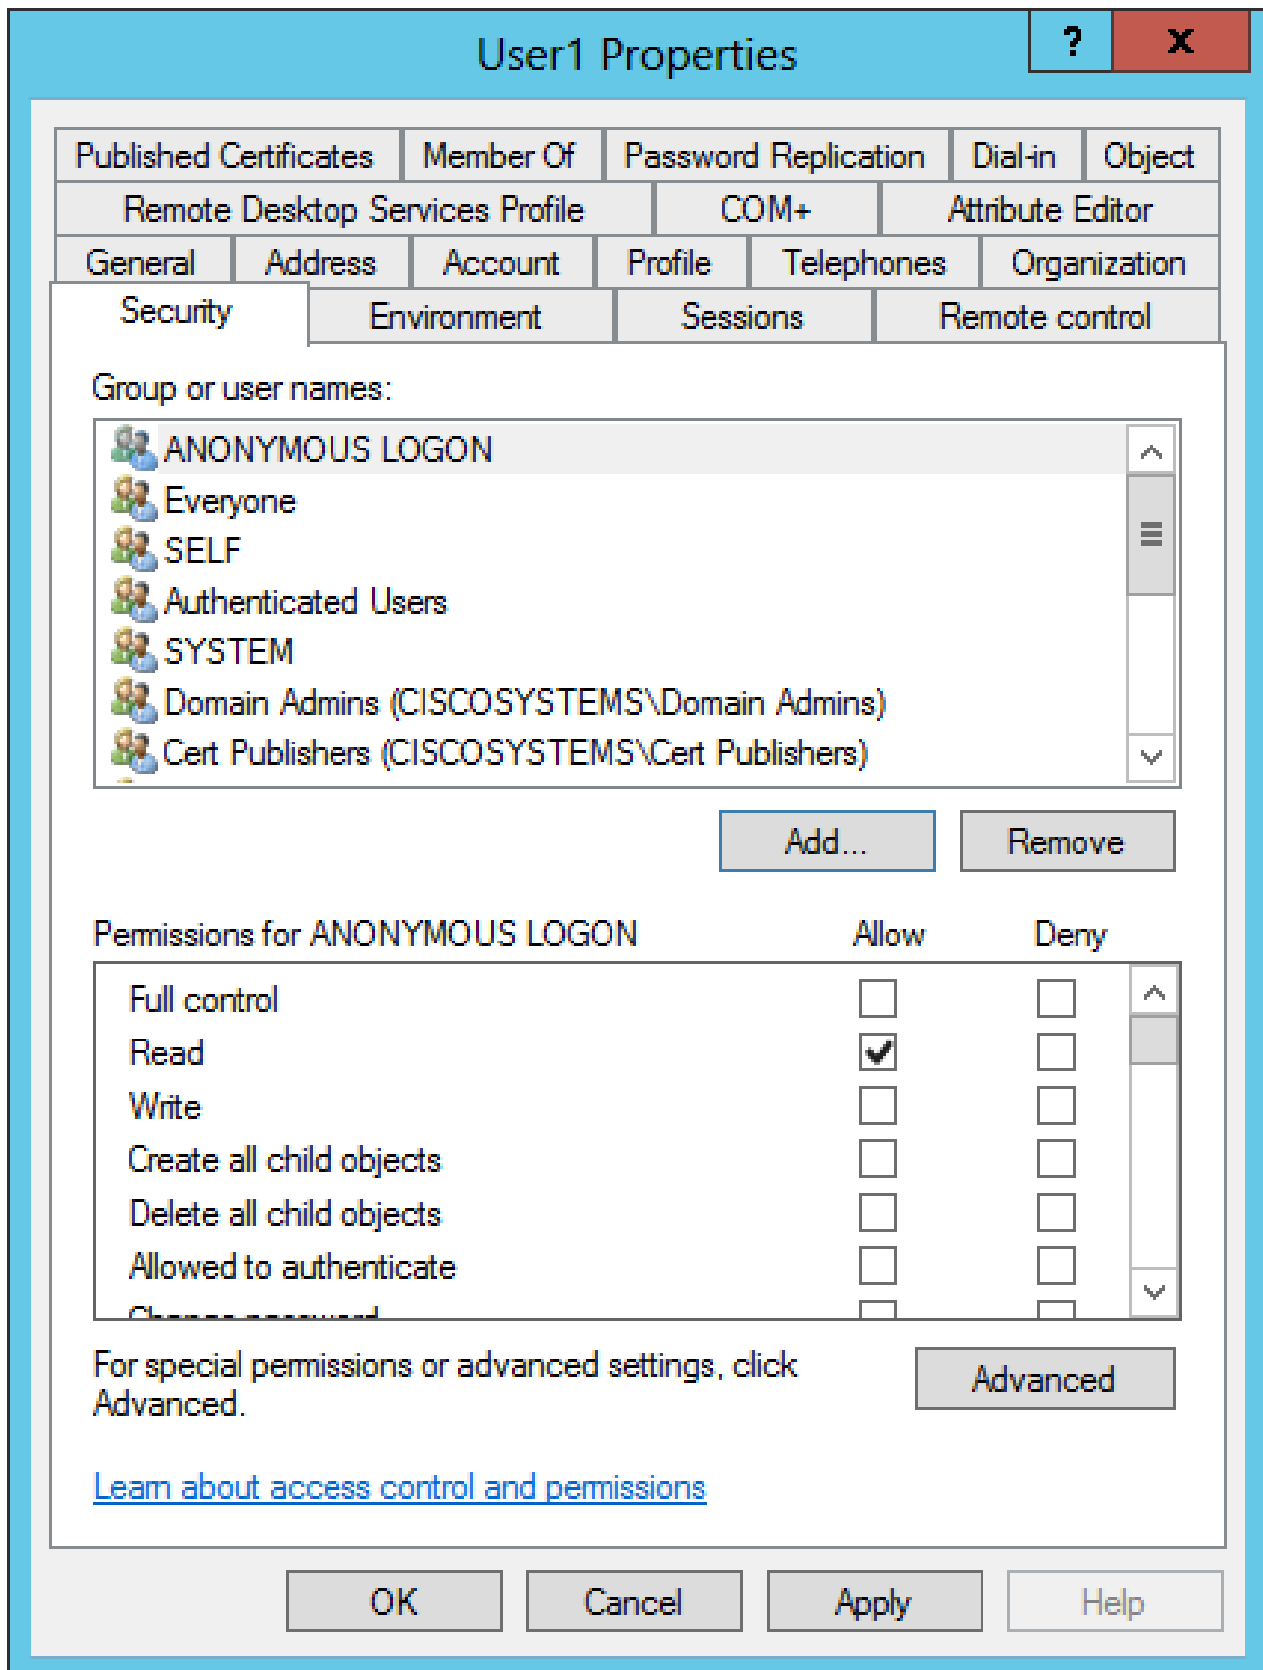 User1 Properties
?
x
Published Certificates
Member Of
Password Replication
Dial-in
Object
Remote Desktop Services Profile
COM+
Attribute Editor
General
Address
Account
Profile
Telephones
Organization
Security
Environment
Sessions
Remote control
Group or user names:
ANONYMOUS LOGON
Everyone
SELF
Authenticated Users
SYSTEM
Domain Admins (CISCOSYSTEMS\Domain Admins)
Cert Publishers (CISCOSYSTEMS\Cert Publishers)
Add...
Remove
Permissions for ANONYMOUS LOGON
Allow
Deny
Full control
Read
Write
Create all child objects
Delete all child objects
Allowed to authenticate
Change password
For special permissions or advanced settings, click
Advanced.
Advanced
Learn about access control and permissions
OK
Cancel
Apply
Help